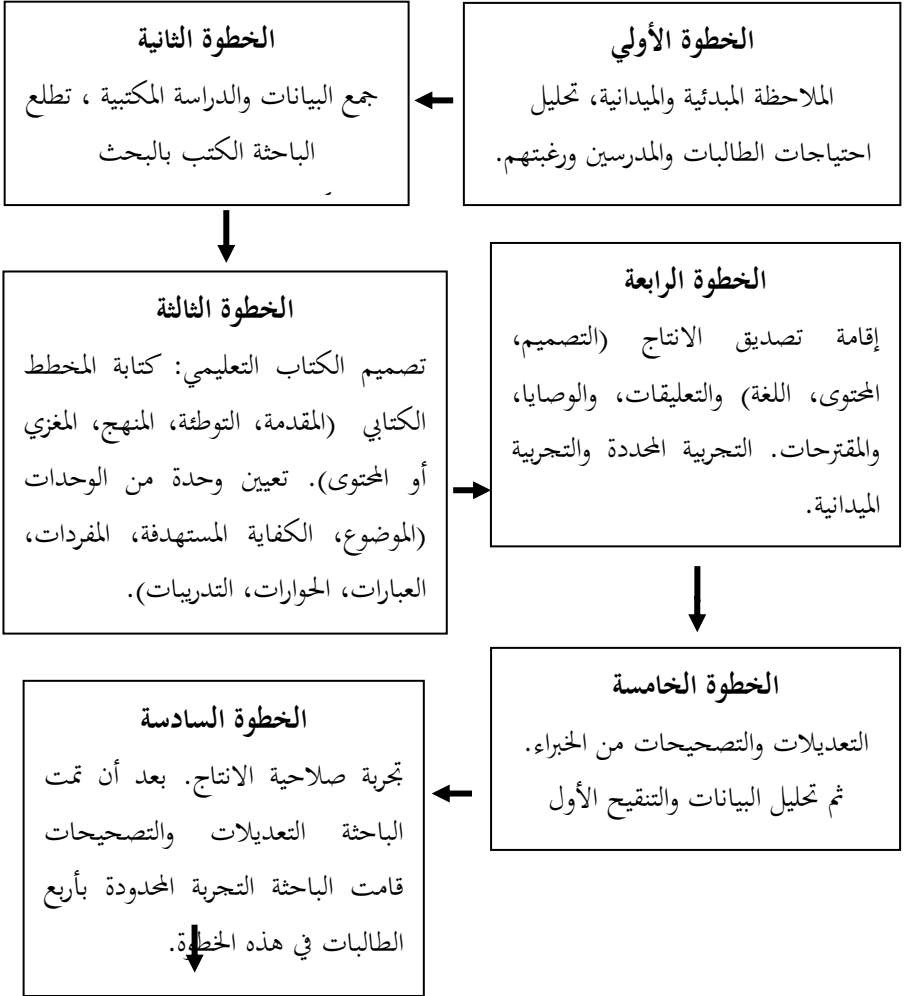 الخطوة الأولي
الملاحظة المبدئية والميدانية، تحليل
احتياجات الطالبات والمدرسين ورغبتهم.
الخطوة الثانية
جمع البيانات والدراسة المكتبية ، تطلع
الباحثة الكتب بالبحث
الخطوة الثالثة
تصميم الكتاب التعليمي: كتابة المخطط
الكتابي (المقدمة، التوطئة، المنهج، المغزي
أو المحتوى). تعيين وحدة من الوحدات
(الموضوع، الكفاية المستهدفة، المفردات،
العبارات، الحوارات، التدريبات).
الخطوة الرابعة
إقامة تصديق الانتاج (التصميم،
المحتوى، اللغة) والتعليقات، والوصايا،
والمقترحات. التجريبية المحددة والتجريبية
الميدانية.
الخطوة الخامسة
التعديلات والتصحيحات من الخبراء.
ثم تحليل البيانات والتنقيح الأول
الخطوة السادسة
تجربة صلاحية الانتاج. بعد أن تمت
الباحثة التعديلات والتصحيحات
قامت الباحثة التجربة المحدودة بأربع
الطالبات في هذه الخطوة.